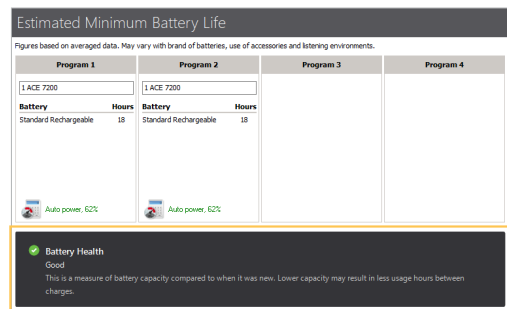 Estimated Minimum Battery Life
Figures based on averaged data. May vary with brand of batteries, use of accessories and listening environments.
Program 1 Program 2 Program 3 Program 4
1 ACE 7200 1 ACE 7200
Battery Hours Battery Hours
Standard Rechargeable 18 Standard Rechargeable 18
Auto power, 62% Auto power, 62%
Battery Health
Good
This is a measure of battery capacity compared to when it was new. Lower capacity may result in less usage hours between
charges.